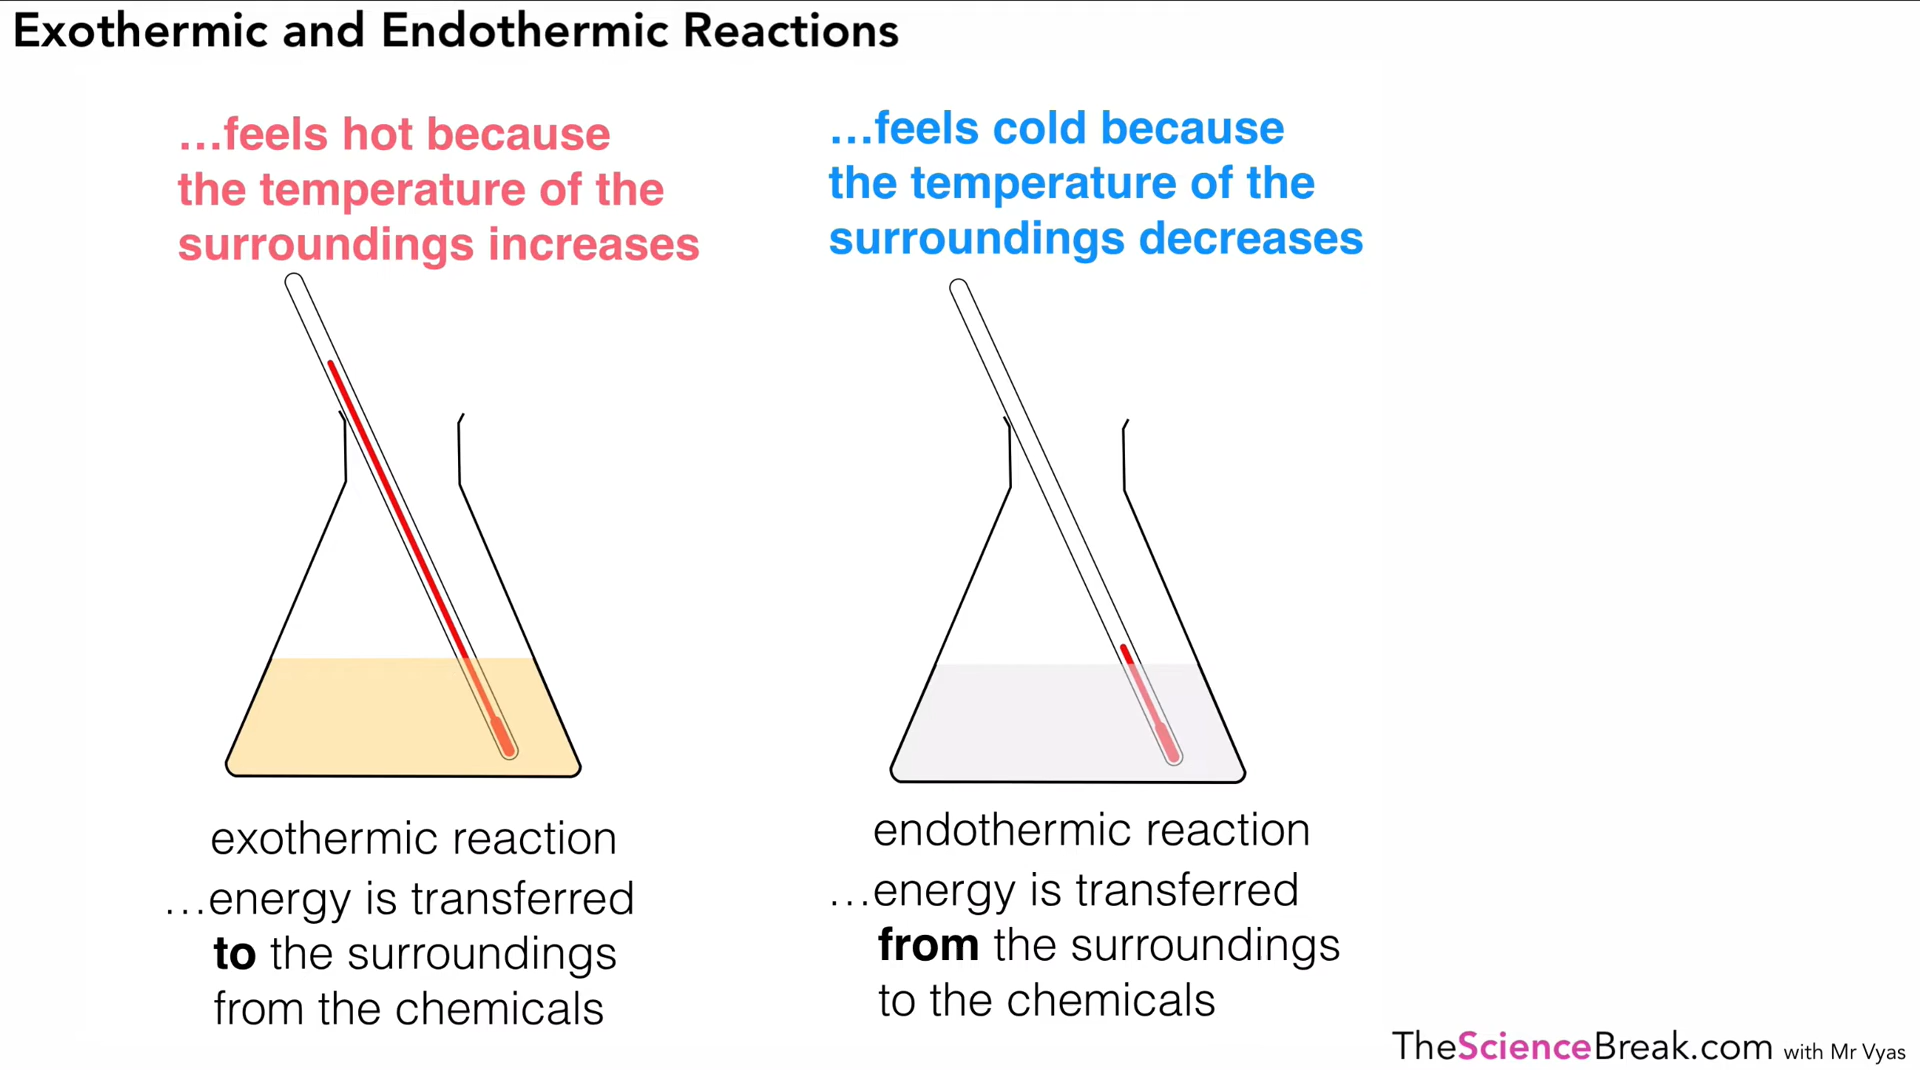 Exothermic and Endothermic Reactions
...feels hot because
the temperature of the
surroundings increases
...feels cold because
the temperature of the
surroundings decreases
exothermic reaction
...energy is transferred
to the surroundings
from the chemicals
endothermic reaction
...energy is transferred
from the surroundings
to the chemicals
TheScienceBreak.com with Mr Vyas